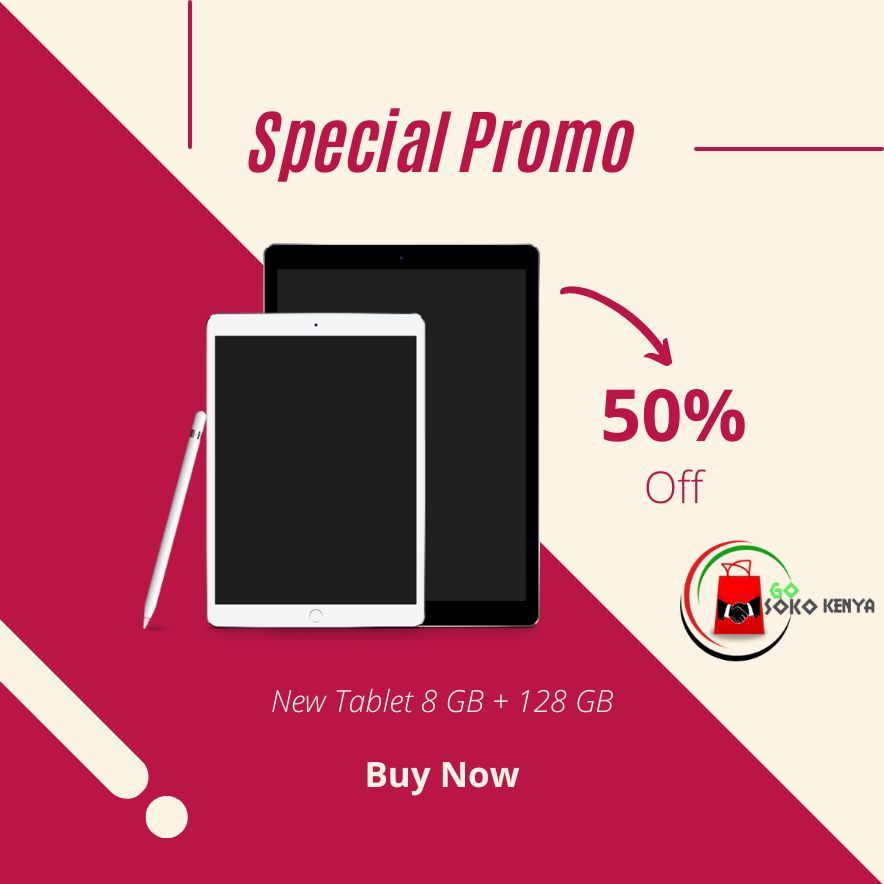 Special Promo
50%
Off
GO
SOKO KENYA
New Tablet 8 GB + 128 GB
Buy Now